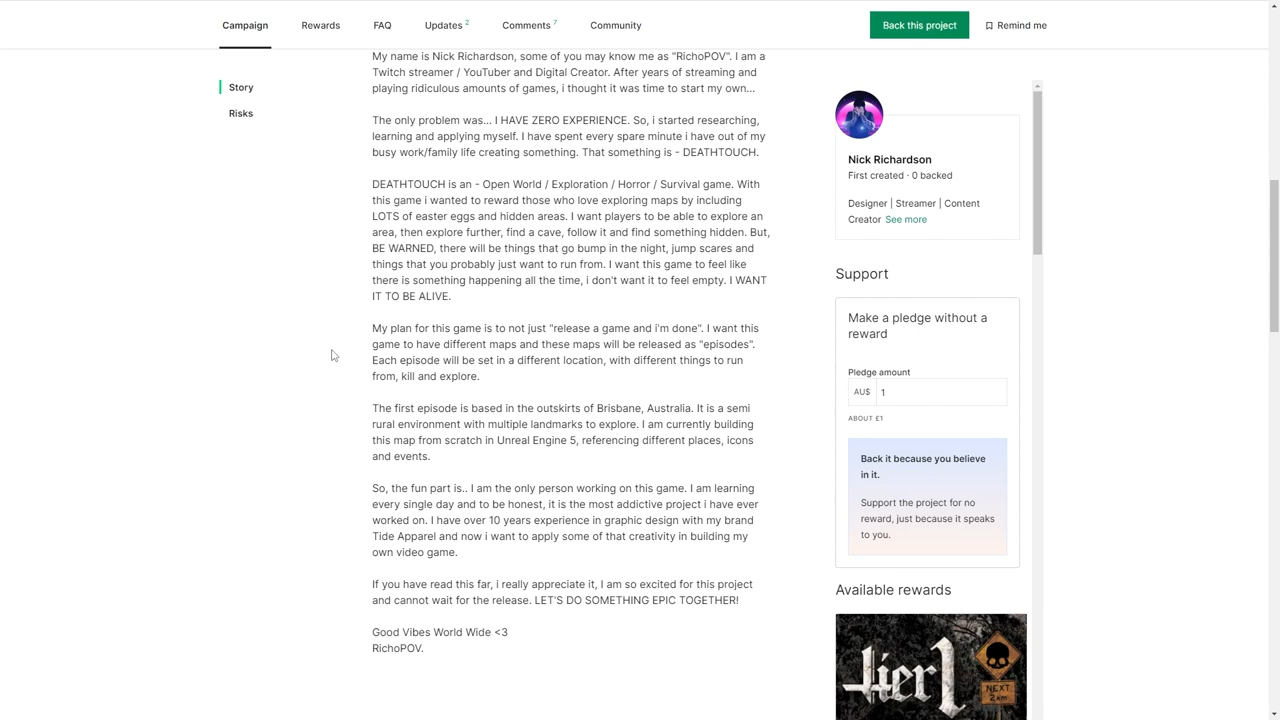 Campaign
Rewards
FAQ
Updates 2
Comments 7
Community
Back this project
Remind me
Story
Risks
My name is Nick Richardson, some of you may know me as "RichoPOV". I am a
Twitch streamer / YouTuber and Digital Creator. After years of streaming and
playing ridiculous amounts of games, i thought it was time to start my own...
The only problem was... I HAVE ZERO EXPERIENCE. So, i started researching,
learning and applying myself. I have spent every spare minute i have out of my
busy work/family life creating something. That something is - DEATHTOUCH.
DEATHTOUCH is an - Open World / Exploration / Horror / Survival game. With
this game i wanted to reward those who love exploring maps by including
LOTS of easter eggs and hidden areas. I want players to be able to explore an
area, then explore further, find a cave, follow it and find something hidden. But,
BE WARNED, there will be things that go bump in the night, jump scares and
things that you probably just want to run from. I want this game to feel like
there is something happening all the time, i don't want it to feel empty. I WANT
IT TO BE ALIVE.
My plan for this game is to not just "release a game and i'm done". I want this
game to have different maps and these maps will be released as "episodes".
Each episode will be set in a different location, with different things to run
from, kill and explore.
The first episode is based in the outskirts of Brisbane, Australia. It is a semi
rural environment with multiple landmarks to explore. I am currently building
this map from scratch in Unreal Engine 5, referencing different places, icons
and events.
So, the fun part is.. I am the only person working on this game. I am learning
every single day and to be honest, it is the most addictive project i have ever
worked on. I have over 10 years experience in graphic design with my brand
Tide Apparel and now i want to apply some of that creativity in building my
own video game.
If you have read this far, i really appreciate it, I am so excited for this project
and cannot wait for the release. LET'S DO SOMETHING EPIC TOGETHER!
Good Vibes World Wide <3
RichoPOV.
Nick Richardson
First created · 0 backed
Designer | Streamer | Content
Creator See more
Support
Make a pledge without a
reward
Pledge amount
AU$ 1
ABOUT £1
Back it because you believe
in it.
Support the project for no
reward, just because it speaks
to you.
Available rewards
tier1
NEXT
2km